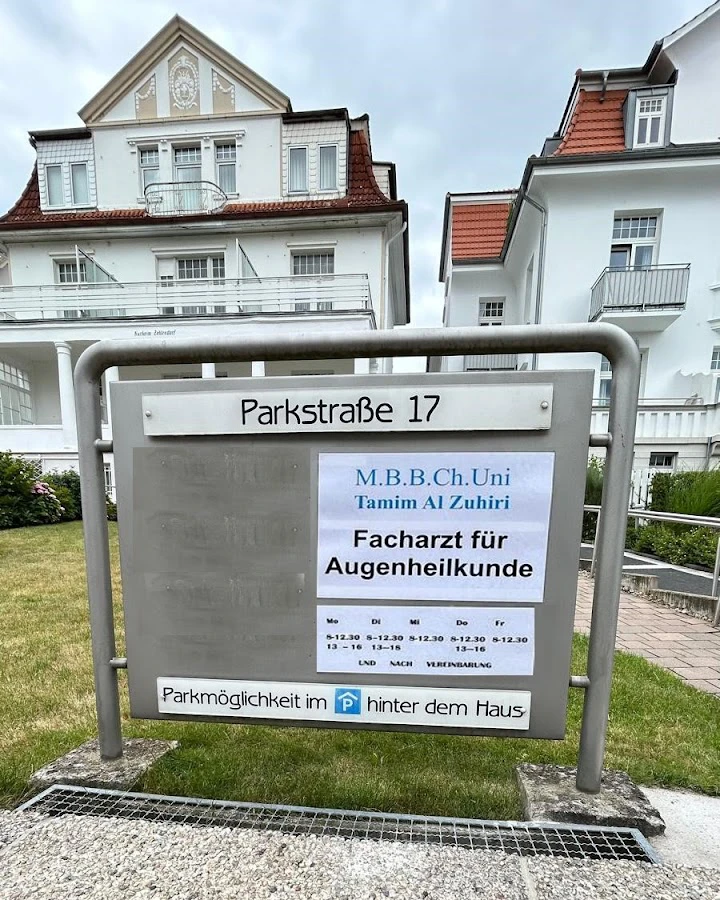 Parkstraße 17
M.B.B.Ch.Uni
Tamim Al Zuhiri
Facharzt für
Augenheilkunde
Mo Di Mi Do Fr
8-12.30 8-12.30 8-12.30 8-12.30 8-12.30
13 - 16 13-18 13-16
UND NACH VEREINBARUNG
Parkmöglichkeit im P hinter dem Haus